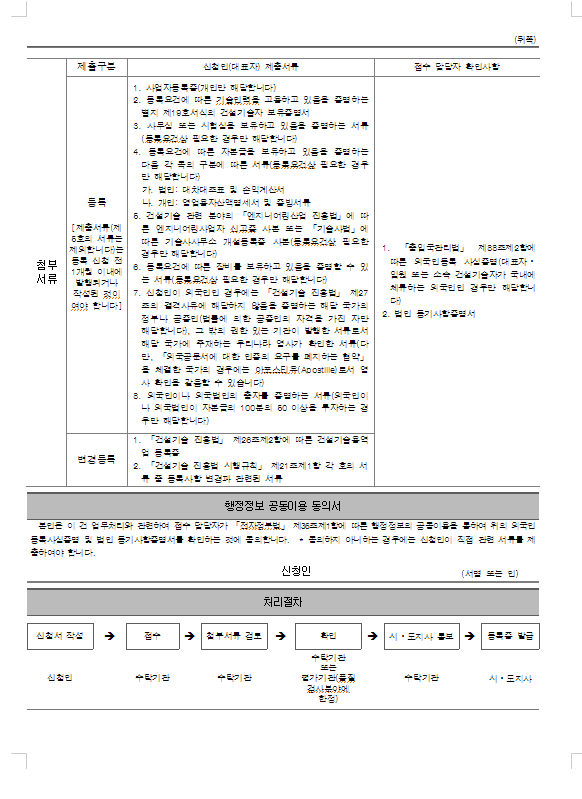 (뒤쪽)
제출구분
신청인(대표자) 제출서류
접수 담당자 확인사항
첨부
서류
등록
[제출서류(제
6호의 서류는
제외합니다)는
등록 신청 전
1개월 이내에
발행되거나
작성된 것이
어야 합니다]
1. 사업자등록증(개인만 해당합니다)
2. 등록요건에 따른 기술인력을 고용하고 있음을 증명하는
별지 제19호서식의 건설기술자 보유증명서
3. 사무실 또는 시험실을 보유하고 있음을 증명하는 서류
(등록요건상 필요한 경우만 해당합니다)
4. 등록요건에 따른 자본금을 보유하고 있음을 증명하는
다음 각 목의 구분에 따른 서류(등록요건상 필요한 경우
만 해당합니다)
가. 법인: 대차대조표 및 손익계산서
나. 개인: 영업용자산액명세서 및 증빙서류
5. 건설기술 관련 분야의 「엔지니어링산업 진흥법」에 따
른 엔지니어링사업자 신고증 사본 또는 「기술사법」에
따른 기술사사무소 개설등록증 사본(등록요건상 필요한
경우만 해당합니다)
6. 등록요건에 따른 장비를 보유하고 있음을 증명할 수 있
는 서류(등록요건상 필요한 경우만 해당합니다)
7. 신청인이 외국인인 경우에는 「건설기술 진흥법」 제27
조의 결격사유에 해당하지 않음을 증명하는 해당 국가의
정부나 공증인(법률에 의한 공증인의 자격을 가진 자만
해당합니다), 그 밖의 권한 있는 기관이 발행한 서류로서
해당 국가에 주재하는 우리나라 영사가 확인한 서류(다
만, 「외국공문서에 대한 인증의 요구를 폐지하는 협약」
을 체결한 국가의 경우에는 아포스티유(Apostille)로서 영
사 확인을 갈음할 수 있습니다)
8. 외국인이나 외국법인의 출자를 증명하는 서류(외국인이
나 외국법인이 자본금의 100분의 50 이상을 투자하는 경
우만 해당합니다)
1. 「출입국관리법」 제88조제2항에
따른 외국인등록 사실증명(대표자·
임원 또는 소속 건설기술자가 국내에
체류하는 외국인인 경우만 해당합니
다)
2. 법인 등기사항증명서
변경등록
1. 「건설기술 진흥법」 제26조제2항에 따른 건설기술용역
업 등록증
2. 「건설기술 진흥법 시행규칙」 제21조제1항 각 호의 서
류 중 등록사항 변경과 관련된 서류
행정정보 공동이용 동의서
본인은 이 건 업무처리와 관련하여 접수 담당자가 「전자정부법」 제36조제1항에 따른 행정정보의 공동이용을 통하여 위의 외국인
등록사실증명 및 법인 등기사항증명서를 확인하는 것에 동의합니다. * 동의하지 아니하는 경우에는 신청인이 직접 관련 서류를 제
출하여야 합니다.
신청인
(서명 또는 인)
처리절차
신청서 작성 ➔ 접수 ➔ 첨부서류 검토 ➔ 확인 ➔ 시·도지사 통보 ➔ 등록증 발급
신청인 수탁기관 수탁기관 수탁기관
또는
평가기관(품질
검사분야에
한정) 수탁기관 시·도지사